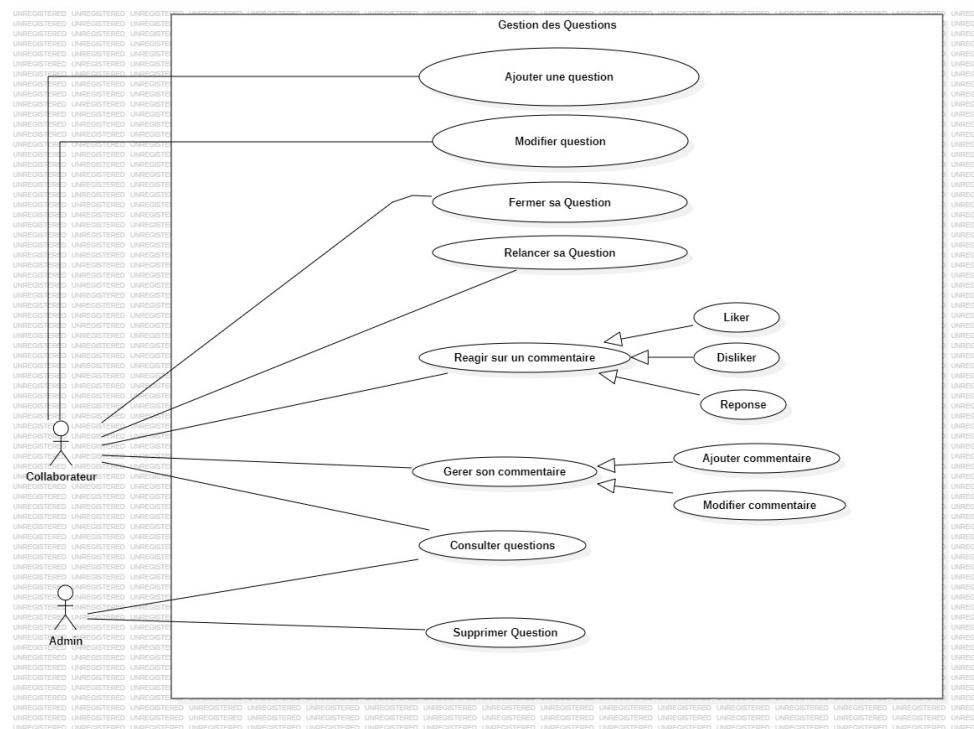 Gestion des Questions
Ajouter une question
Modifier question
Fermer sa Question
Relancer sa Question
Liker
Reagir sur un commentaire
Disliker
Reponse
Collaborateur
Gerer son commentaire
Ajouter commentaire
Modifier commentaire
Consulter questions
Admin
Supprimer Question
UNREGISTERED